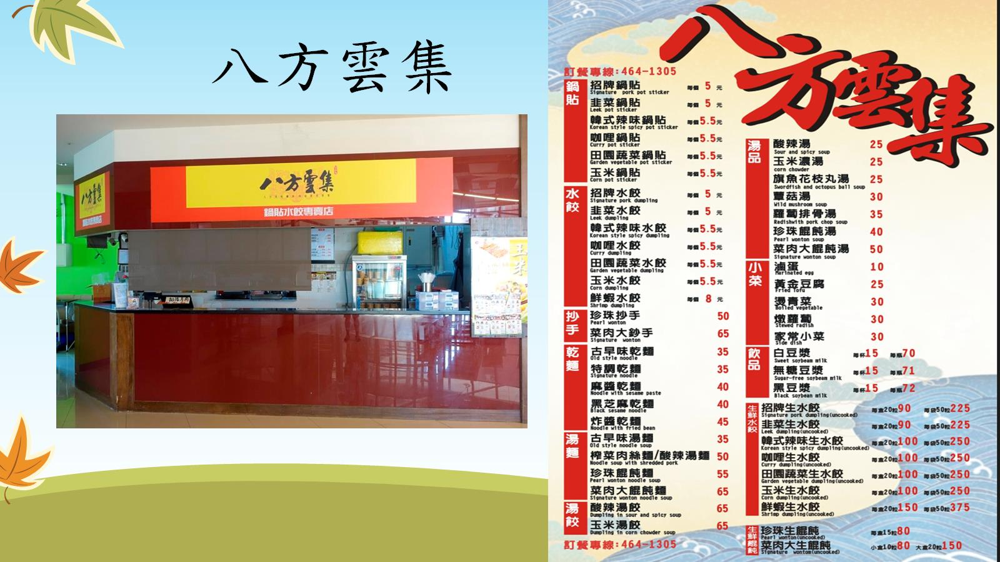 八方雲集
八方雲集
鍋貼水餃專賣店
八方雲集
訂餐專線:464-1305
鍋貼
招牌鍋貼 每個 5 元
Signature pork pot sticker
韭菜鍋貼 每個 5 元
Leek pot sticker
韓式辣味鍋貼 每個5.5元
Korean style spicy pot sticker
咖哩鍋貼 每個5.5元
Curry pot sticker
田園蔬菜鍋貼 每個5.5元
Garden vegetable pot sticker
玉米鍋貼 每個5.5元
Corn pot sticker
水餃
招牌水餃 每個 5 元
Signature pork dumpling
韭菜水餃 每個 5 元
Leek dumpling
韓式辣味水餃 每個5.5元
Korean style spicy dumpling
咖哩水餃 每個5.5元
Curry dumpling
田園蔬菜水餃 每個5.5元
Garden vegetable dumpling
玉米水餃 每個5.5元
Corn dumpling
鮮蝦水餃 每個 8 元
Shrimp dumpling
抄手
珍珠抄手 50
Pearl wonton
菜肉大鈔手 65
Signature wonton
乾麵
古早味乾麵 35
Old style noodle
特調乾麵 35
Signature noodle
麻醬乾麵 40
Noodle with sesame paste
黑芝麻乾麵 40
Black sesame noodle
炸醬乾麵 45
Noodle with fried bean
湯麵
古早味湯麵 35
Old style noodle soup
榨菜肉絲麵/酸辣湯麵 50
Noodle soup with shredded pork
珍珠餛飩麵 55
Pearl wonton noodle soup
菜肉大餛飩麵 65
Signature wonton noodle soup
湯餃
酸辣湯餃 65
Dumpling in sour and spicy soup
玉米湯餃 65
Dumpling in corn chowder soup
訂餐專線:464-1305
湯品
酸辣湯 25
Sour and spicy soup
玉米濃湯 25
corn chowder
旗魚花枝丸湯 25
Swordfish and octopus ball soup
蕈菇湯 30
Wild mushroom soup
蘿蔔排骨湯 35
Radishwith pork chop soup
珍珠餛飩湯 40
Pearl wonton soup
菜肉大餛飩湯 50
Signature wonton soup
小菜
滷蛋 10
Marinated egg
黃金豆腐 25
Fried Tofu
燙青菜 30
Boiled vegetable
燉蘿蔔 30
Stewed radish
家常小菜 30
Side dish
飲品
白豆漿 每杯15 每瓶70
Sweet soybeam milk
無糖豆漿 每杯15 每瓶71
Sugar-free soybeam milk
黑豆漿 每杯15 每瓶72
Black soybean milk
生鮮水餃
招牌生水餃 每盒20粒90 每袋50粒225
Signature pork dumpling(uncooked)
韭菜生水餃 每盒20粒90 每袋50粒225
Leek dumpling(uncooked)
韓式辣味生水餃 每盒20粒100 每袋50粒250
Korean style spicy dumpling(uncooked)
咖哩生水餃 每盒20粒100 每袋50粒250
Curry dumpling(uncooked)
田園蔬菜生水餃 每盒20粒100 每袋50粒250
Garden vegetable dumpling(uncooked)
玉米生水餃 每盒20粒100 每袋50粒250
Corn dumpling(uncooked)
鮮蝦生水餃 每盒20粒150 每袋50粒375
Shrimp dumpling(uncooked)
生鮮餛飩
珍珠生餛飩 每盒15粒80
Pearl wonton(uncooked)
菜肉大生餛飩 小盒10粒80 大盒20粒150
Signature wontom(uncooked)